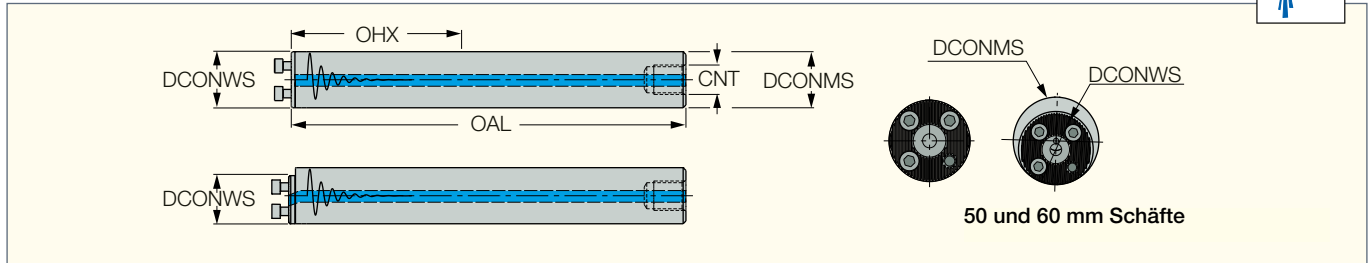 OHX
DCONWS
CNT
DCONMS
OAL
DCONWS
DCONMS
DCONWS
50 und 60 mm Schäfte